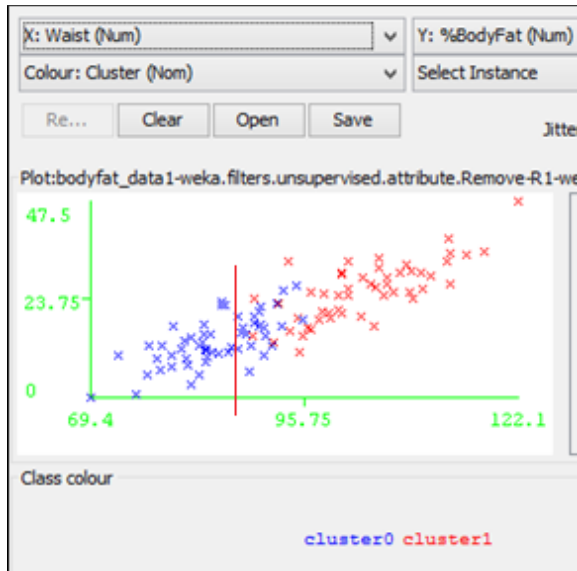 X: Waist (Num) Y: %BodyFat (Num)
Colour: Cluster (Nom) Select Instance
Re... Clear Open Save Jitte
Plot:bodyfat_data1-weka.filters.unsupervised.attribute.Remove-R1-we
47.5
23.75
0
69.4 95.75 122.1
Class colour
cluster0 cluster1